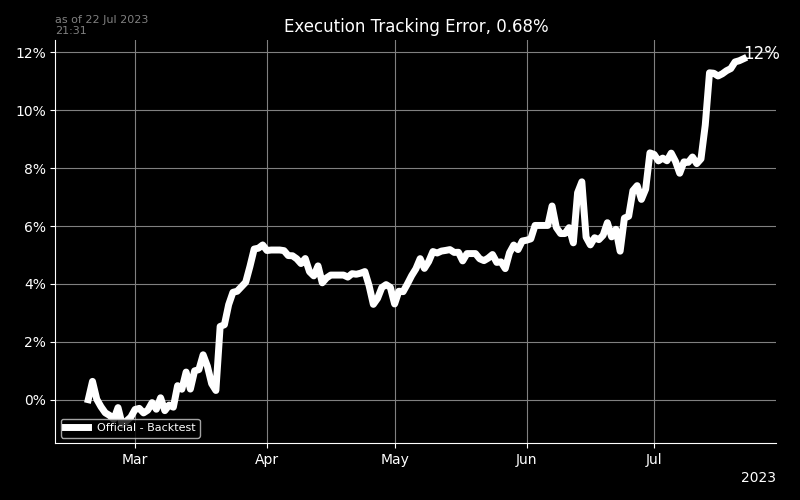 as of 22 Jul 2023
21:31
Execution Tracking Error, 0.68%
12%
12%
10%
8%
6%
4%
2%
0%
Official - Backtest
Mar Apr May Jun Jul
2023